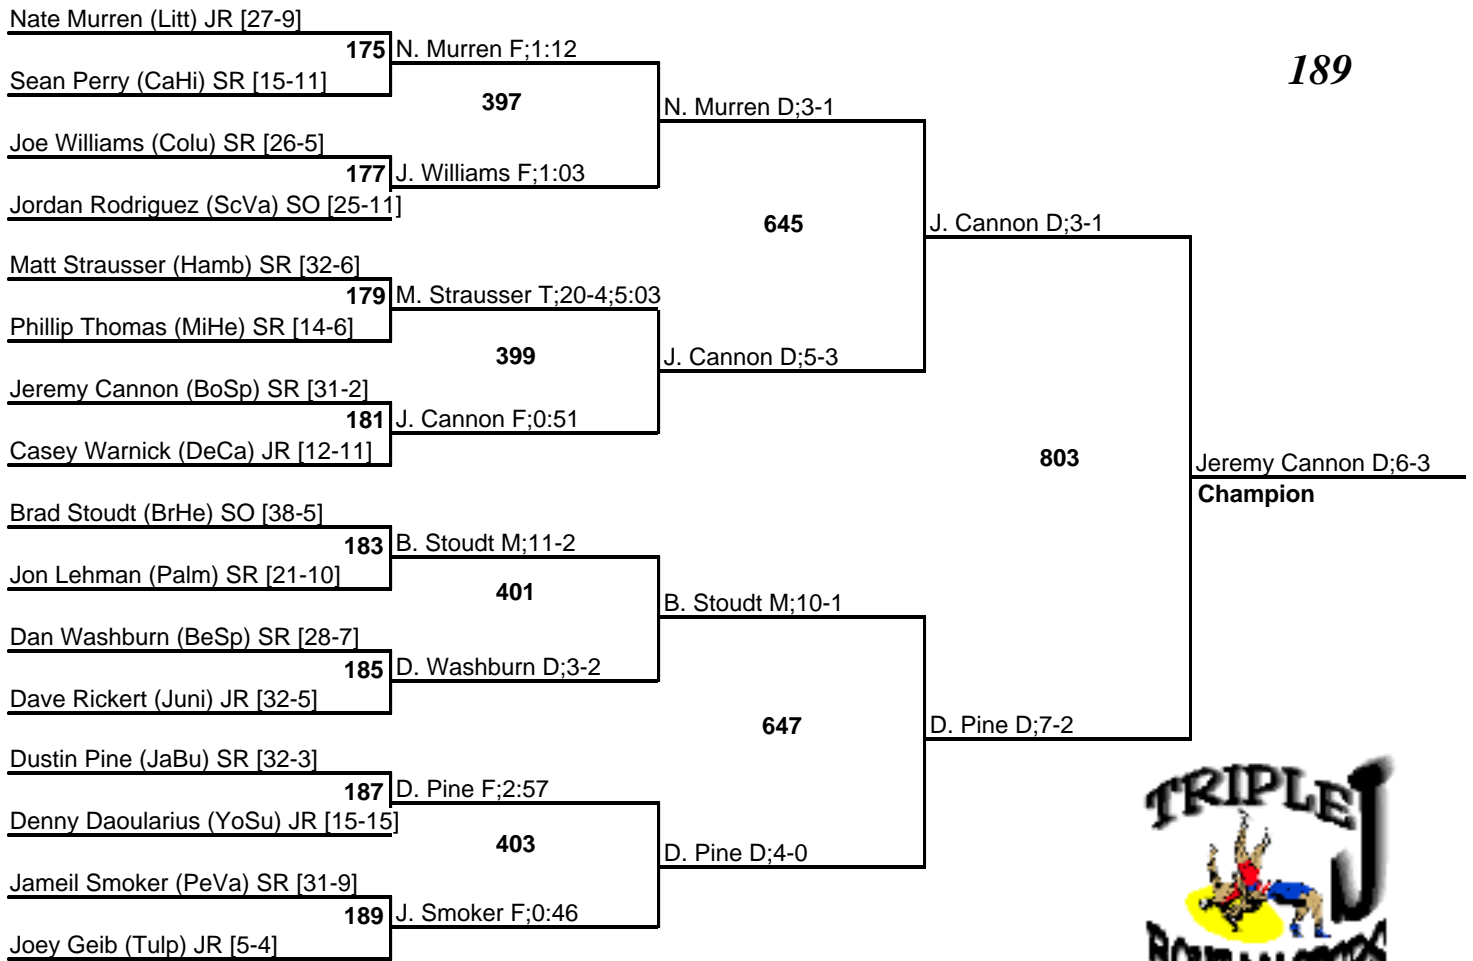 Nate Murren (Litt) JR [27-9]
175 N. Murren F;1:12
189
Sean Perry (CaHi) SR [15-11]
397
N. Murren D;3-1
Joe Williams (Colu) SR [26-5]
177 J. Williams F;1:03
Jordan Rodriguez (ScVa) SO [25-11]
645
J. Cannon D;3-1
Matt Strausser (Hamb) SR [32-6]
179 M. Strausser T;20-4;5:03
Phillip Thomas (MiHe) SR [14-6]
399
J. Cannon D;5-3
Jeremy Cannon (BoSp) SR [31-2]
181 J. Cannon F;0:51
Casey Warnick (DeCa) JR [12-11]
803
Jeremy Cannon D;6-3
Champion
Brad Stoudt (BrHe) SO [38-5]
183 B. Stoudt M;11-2
Jon Lehman (Palm) SR [21-10]
401
B. Stoudt M;10-1
Dan Washburn (BeSp) SR [28-7]
185 D. Washburn D;3-2
Dave Rickert (Juni) JR [32-5]
647
D. Pine D;7-2
Dustin Pine (JaBu) SR [32-3]
187 D. Pine F;2:57
Denny Daoularius (YoSu) JR [15-15]
403
D. Pine D;4-0
Jameil Smoker (PeVa) SR [31-9]
189 J. Smoker F;0:46
Joey Geib (Tulp) JR [5-4]
TRIPLE J